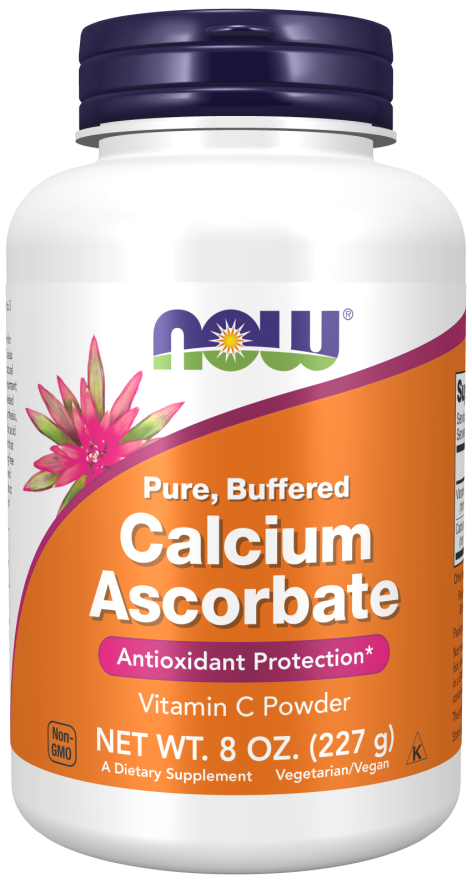 now®
Pure, Buffered
Calcium
Ascorbate
Antioxidant Protection*
Vitamin C Powder
Non-
GMO
NET WT. 8 OZ. (227 g)
K
A Dietary Supplement Vegetarian/Vegan